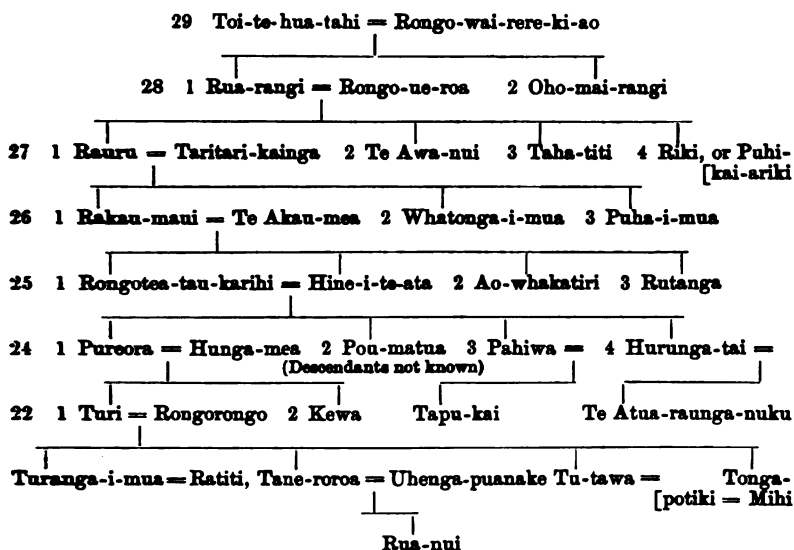 29 Toi-te-hua-tahi = Rongo-wai-rere-ki-ao
28 1 Rua-rangi = Rongo-ue-roa 2 Oho-mai-rangi
27 1 Rauru = Taritari-kainga 2 Te Awa-nui 3 Taha-titi 4 Riki, or Puhi-
[kai-ariki
26 1 Rakau-maui = Te Akau-mea 2 Whatonga-i-mua 3 Puha-i-mua
25 1 Rongotea-tau-karihi = Hine-i-te-ata 2 Ao-whakatiri 3 Rutanga
24 1 Pureora = Hunga-mea 2 Pou-matua 3 Pahiwa = 4 Hurunga-tai =
(Descendants not known)
22 1 Turi = Rongorongo 2 Kewa Tapu-kai Te Atua-raunga-nuku
Turanga-i-mua = Ratiti, Tane-roroa = Uhenga-puanake Tu-tawa = Tonga-
[potiki = Mihi
Rua-nui